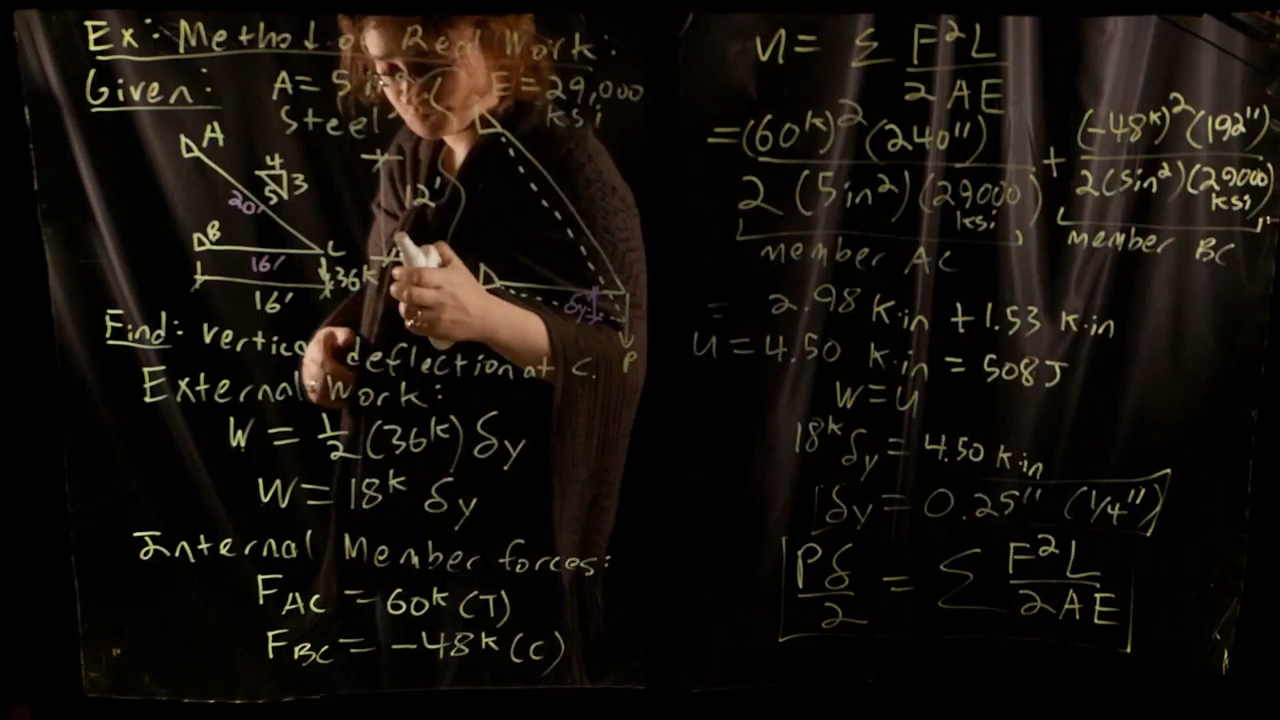 Ex: Method of Real Work:
Given: A = 5 in² E = 29,000 ksi
Steel
A
4
3
5
20'
12'
B
C
16'
36k
16'
δy
P
Find: vertical deflection at C.
External Work:
W = 1/2 (36ᵏ) δy
W = 18ᵏ δy
Internal Member forces:
F_AC = 60ᵏ (T)
F_BC = -48ᵏ (C)
U = Σ F²L / 2AE
= (60ᵏ)² (240") / 2 (5in²) (29000 ksi) + (-48ᵏ)² (192") / 2 (5in²) (29000 ksi)
member AC member BC
= 2.98 k·in + 1.53 k·in
U = 4.50 k·in = 508J
W = U
18ᵏ δy = 4.50 k·in
δy = 0.25" (1/4")
Pδ / 2 = Σ F²L / 2AE